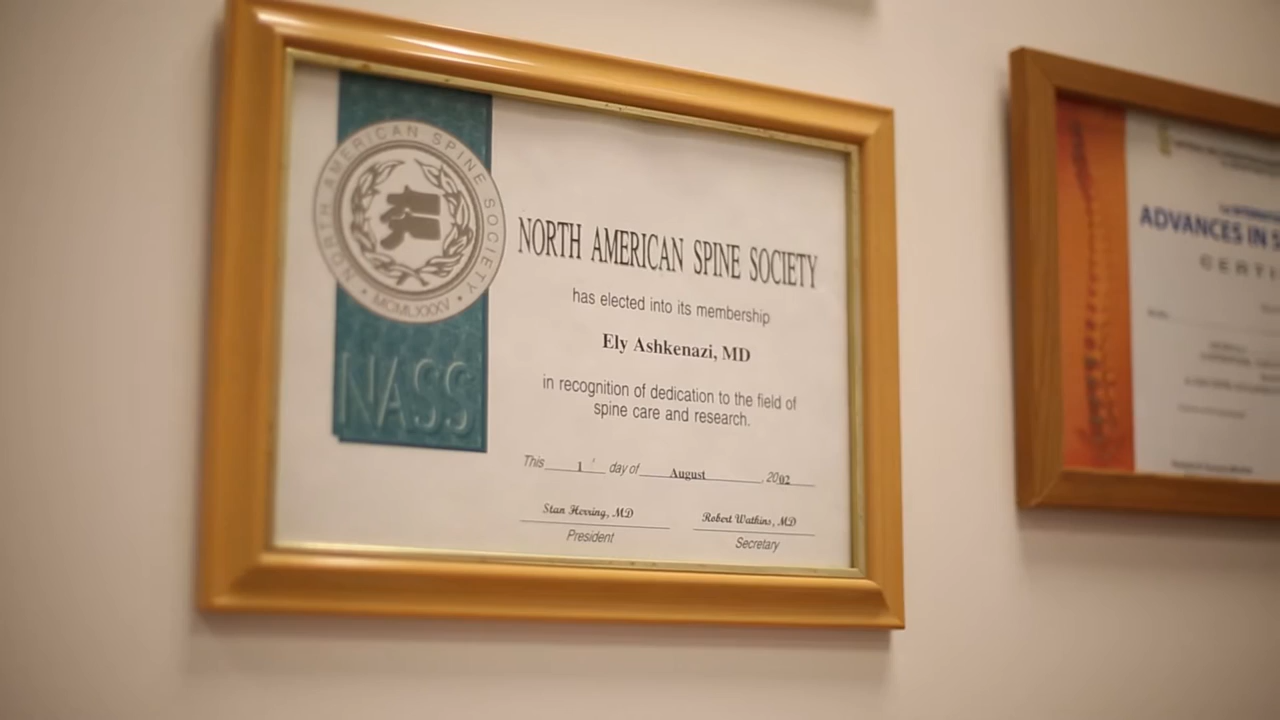 NORTH AMERICAN SPINE SOCIETY
• MCMLXXXV •
NASS
NORTH AMERICAN SPINE SOCIETY
has elected into its membership
Ely Ashkenazi, MD
in recognition of dedication to the field of
spine care and research.
This 1 day of August, 2002
Stan Herring, MD Robert Watkins, MD
President Secretary
ADVANCES IN
CERTI